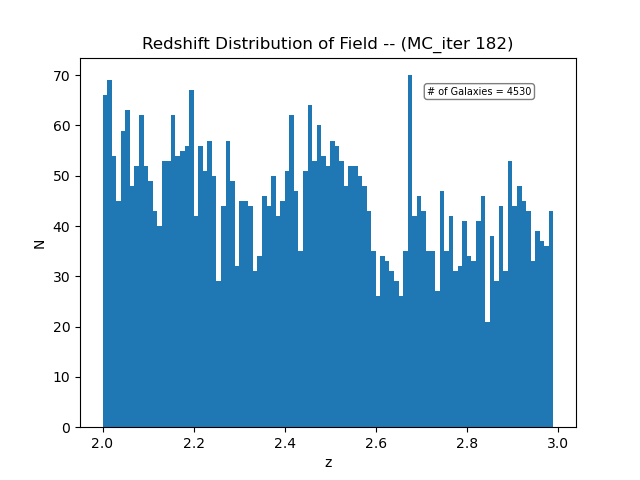 Redshift Distribution of Field -- (MC_iter 182)
# of Galaxies = 4530
N
70
60
50
40
30
20
10
0
2.0 2.2 2.4 2.6 2.8 3.0
z